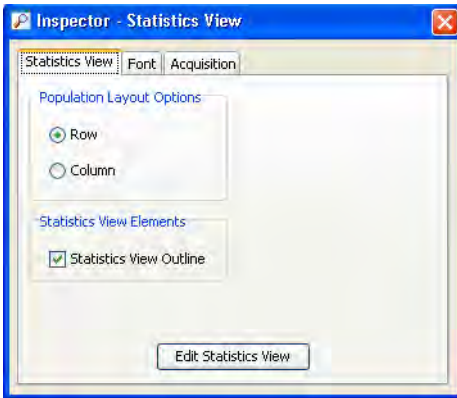 Inspector - Statistics View
Statistics View Font Acquisition
Population Layout Options
Row
Column
Statistics View Elements
Statistics View Outline
Edit Statistics View